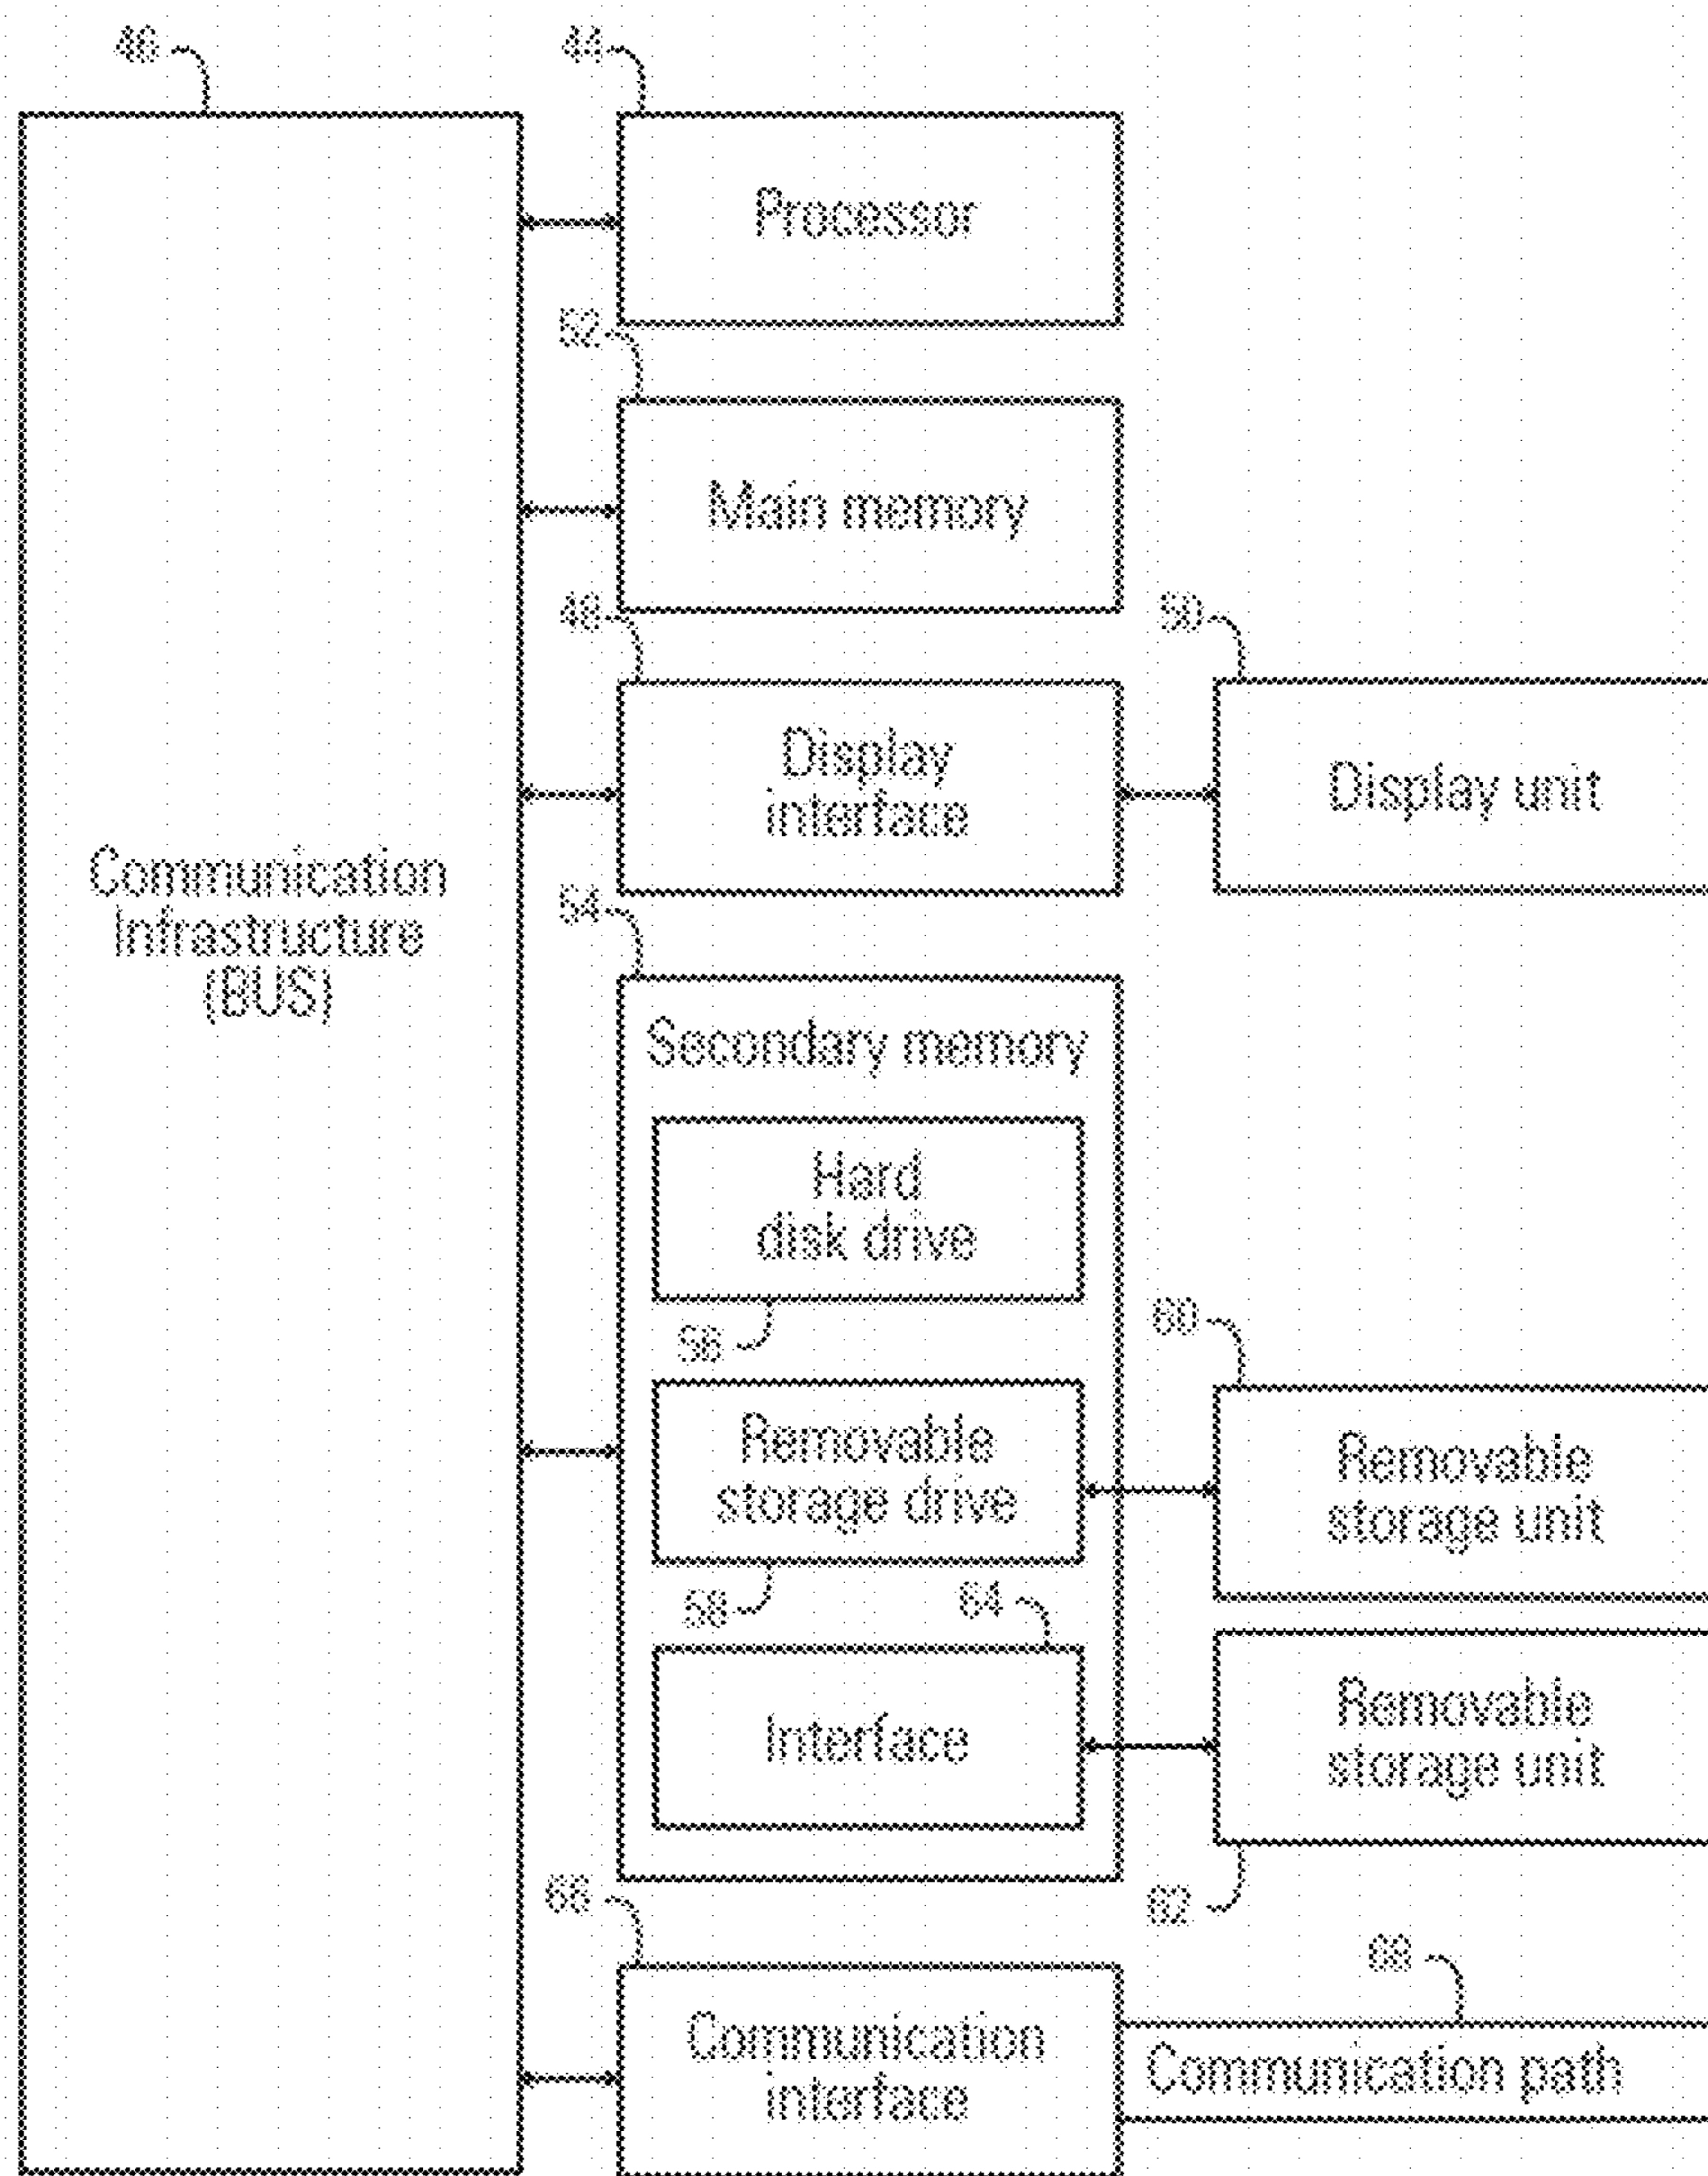 46
44
Processor
52
Main memory
48
50
Display
interface
Display unit
Communication
Infrastructure
(BUS)
54
Secondary memory
Hard
disk drive
56
60
Removable
storage drive
Removable
storage unit
58
64
Interface
Removable
storage unit
62
66
68
Communication
interface
Communication path